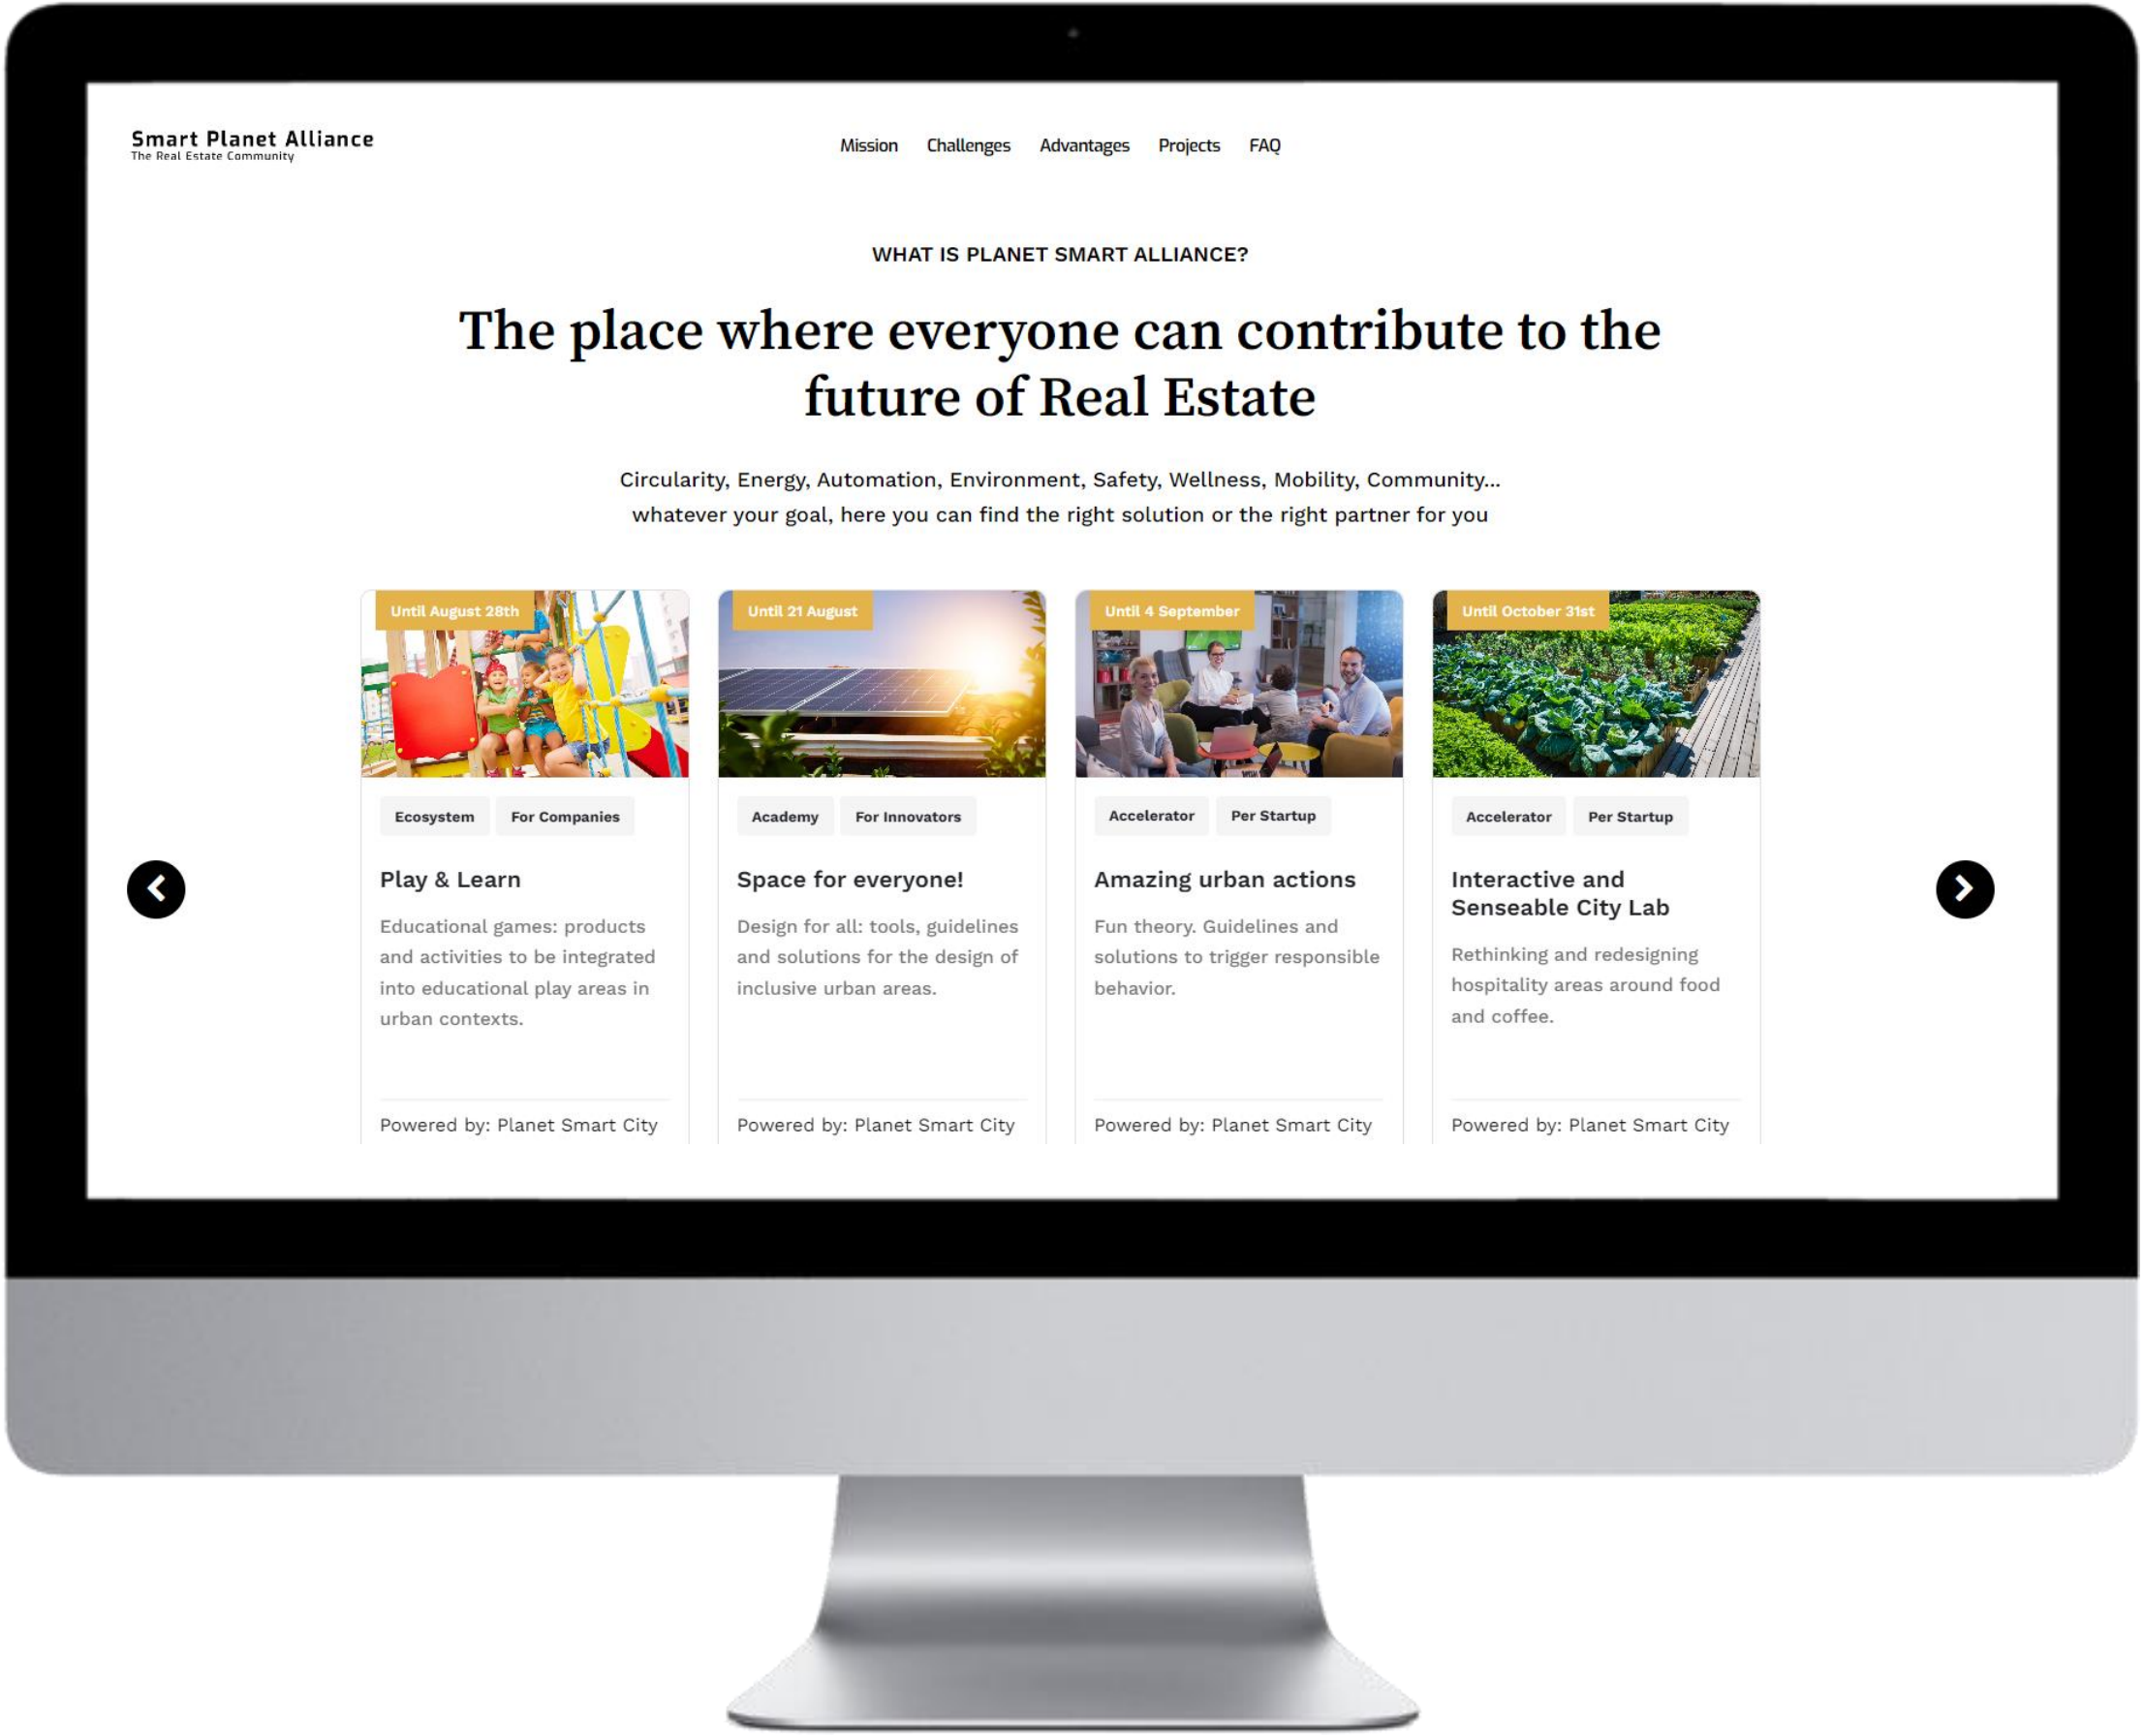 Smart Planet Alliance
The Real Estate Community
Mission Challenges Advantages Projects FAQ
WHAT IS PLANET SMART ALLIANCE?
The place where everyone can contribute to the
future of Real Estate
Circularity, Energy, Automation, Environment, Safety, Wellness, Mobility, Community...
whatever your goal, here you can find the right solution or the right partner for you
Until August 28th
Ecosystem For Companies
Play & Learn
Educational games: products
and activities to be integrated
into educational play areas in
urban contexts.
Powered by: Planet Smart City
Until 21 August
Academy For Innovators
Space for everyone!
Design for all: tools, guidelines
and solutions for the design of
inclusive urban areas.
Powered by: Planet Smart City
Until 4 September
Accelerator Per Startup
Amazing urban actions
Fun theory. Guidelines and
solutions to trigger responsible
behavior.
Powered by: Planet Smart City
Until October 31st
Accelerator Per Startup
Interactive and
Senseable City Lab
Rethinking and redesigning
hospitality areas around food
and coffee.
Powered by: Planet Smart City